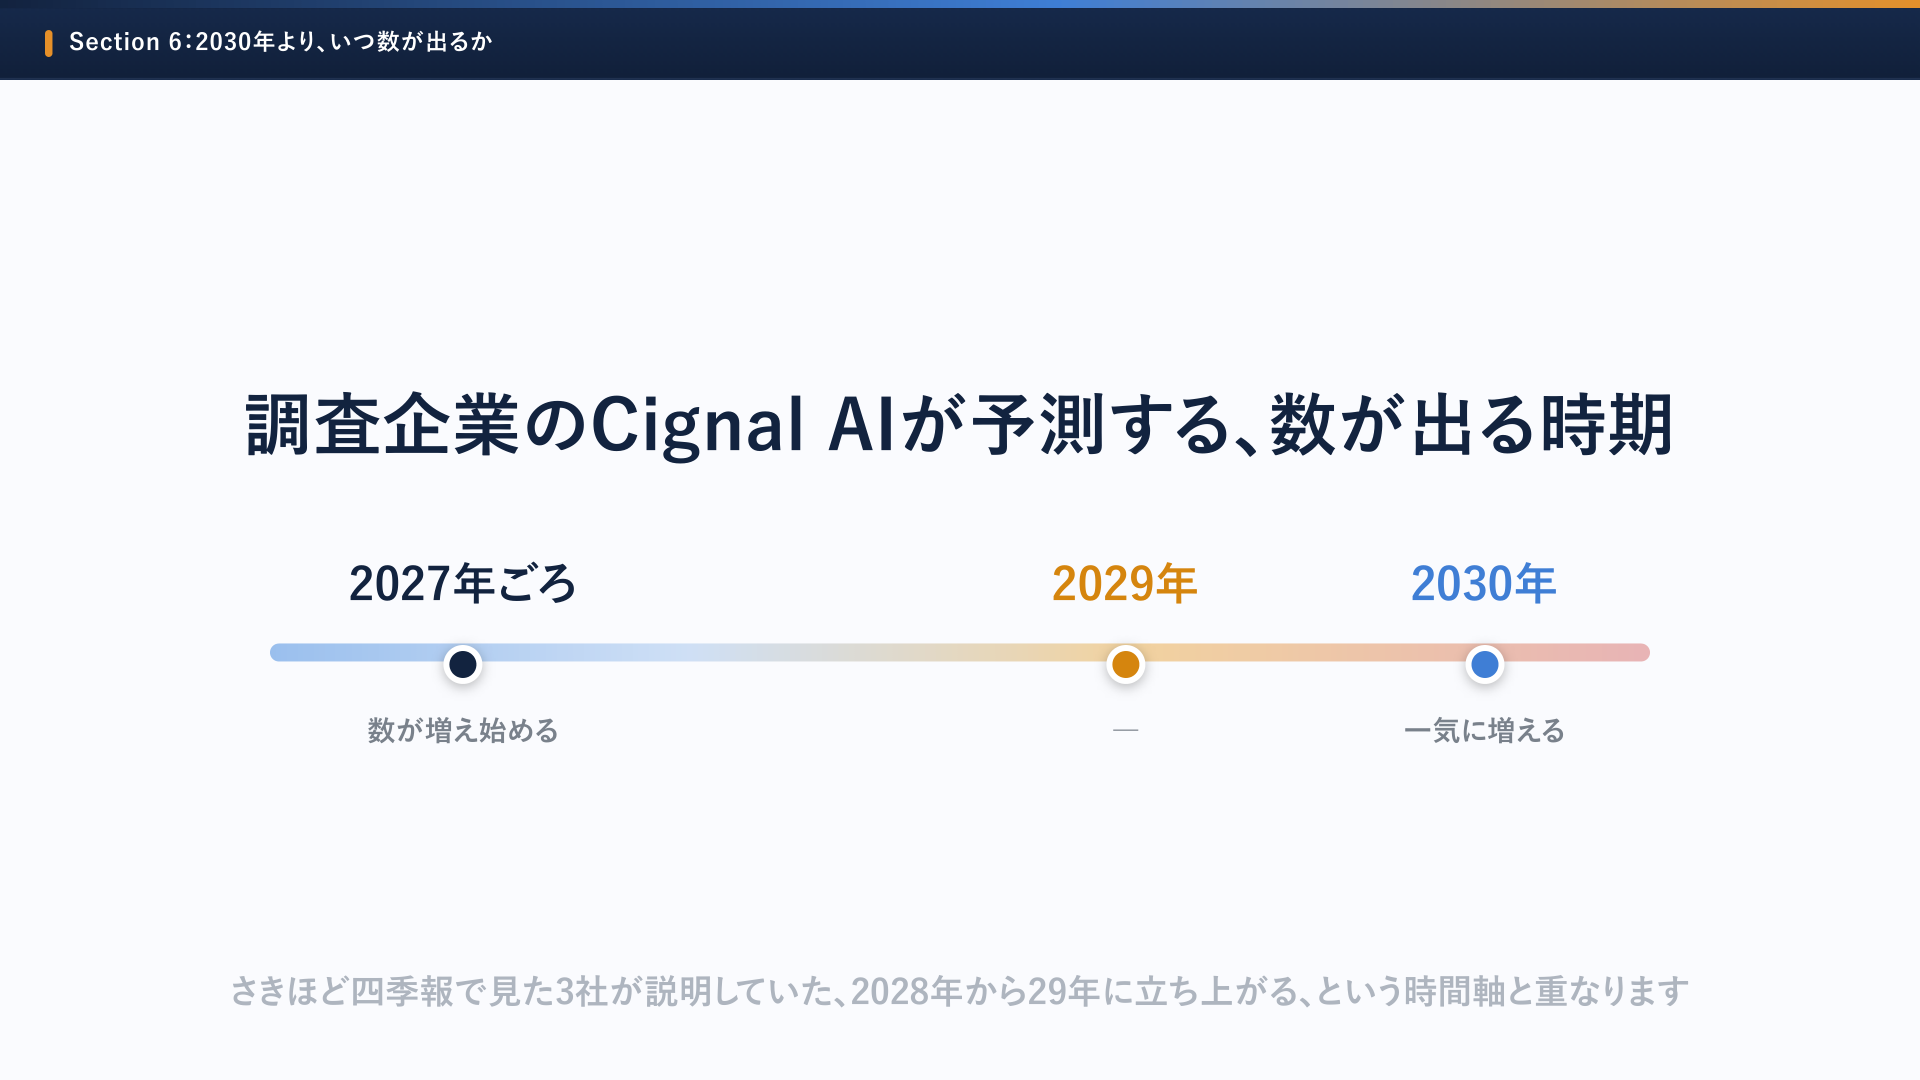 Section 6：2030年より、いつ数が出るか
調査企業のCignal AIが予測する、数が出る時期
2027年ごろ
2029年
2030年
数が増え始める
—
一気に増える
さきほど四季報で見た3社が説明していた、2028年から29年に立ち上がる、という時間軸と重なります